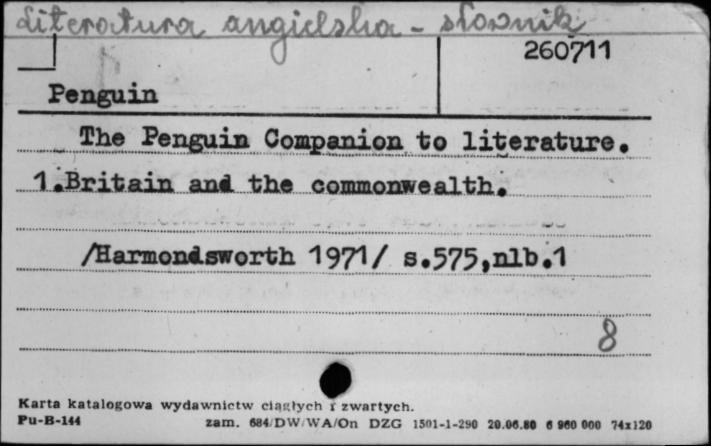 Literatura angielska - słownik
260711
Penguin
The Penguin Companion to literature.
1.Britain and the commonwealth.
/Harmondsworth 1971/ s.575,nlb.1
8
Karta katalogowa wydawnictw ciągłych i zwartych.
Pu-B-144 zam. 684/DW/WA/On DZG 1501-1-290 20.06.80 6 960 000 74x120